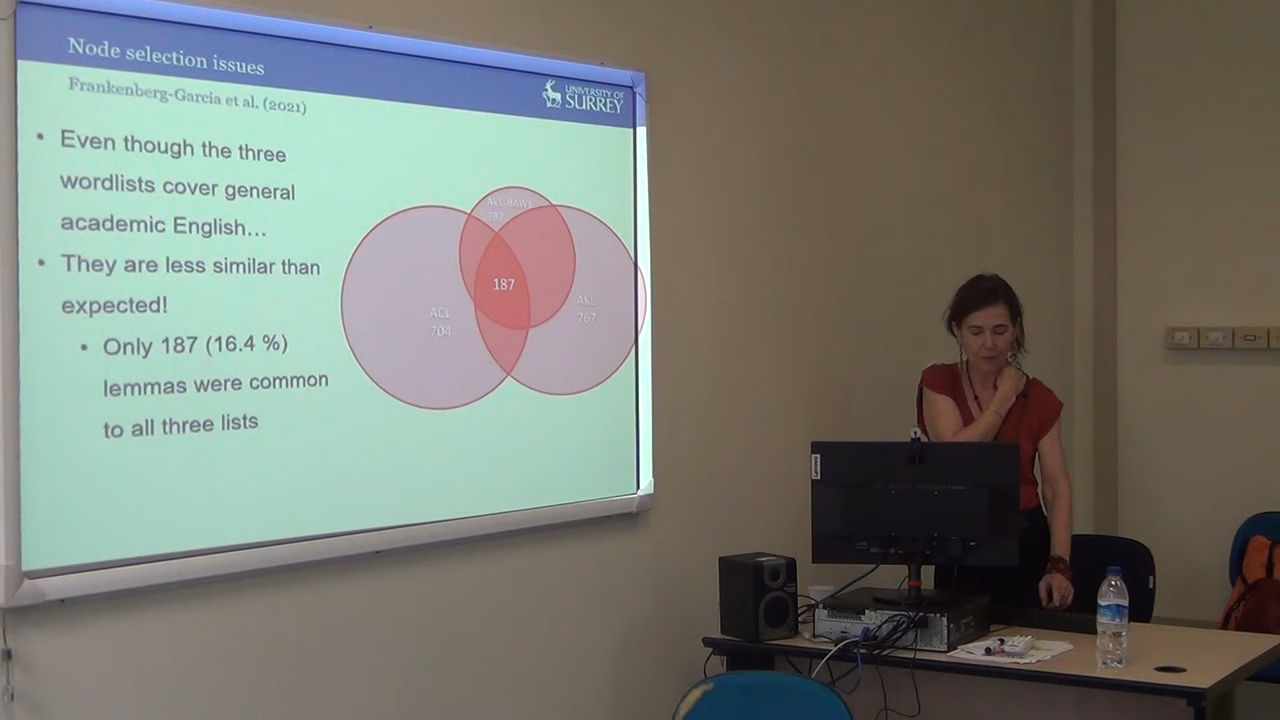 Node selection issues
Frankenberg-Garcia et al. (2021)
UNIVERSITY OF
SURREY
• Even though the three
wordlists cover general
academic English…
• They are less similar than
expected!
• Only 187 (16.4 %)
lemmas were common
to all three lists
AVL-BAWE
387
187
ACL
704
AKL
767
Lenovo